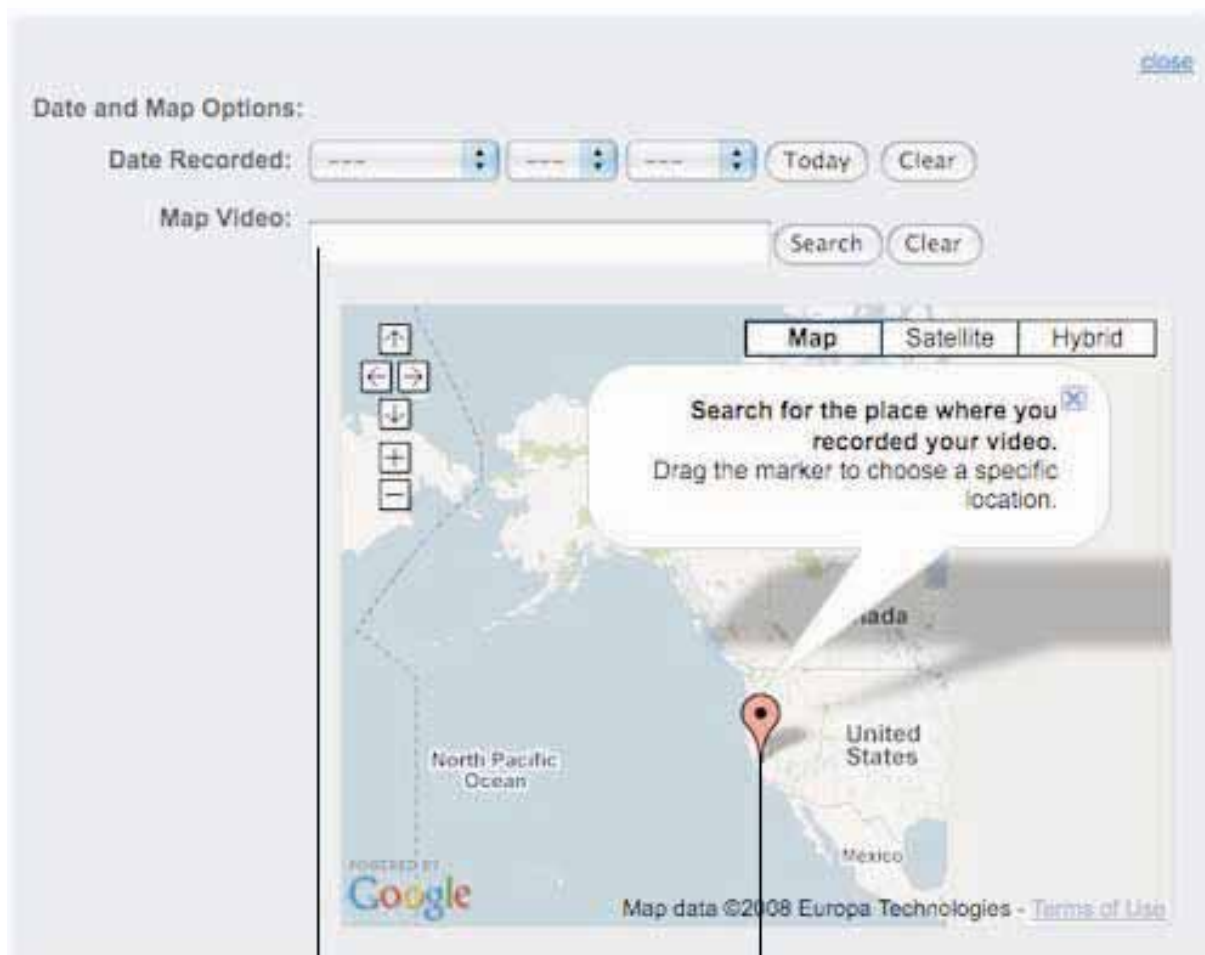 close
Date and Map Options:
Date Recorded: --- --- --- Today Clear
Map Video: Search Clear
Map Satellite Hybrid
Search for the place where you
recorded your video.
Drag the marker to choose a specific
location.
nada
United
States
North Pacific
Ocean
Mexico
POWERED BY
Google
Map data ©2008 Europa Technologies - Terms of Use